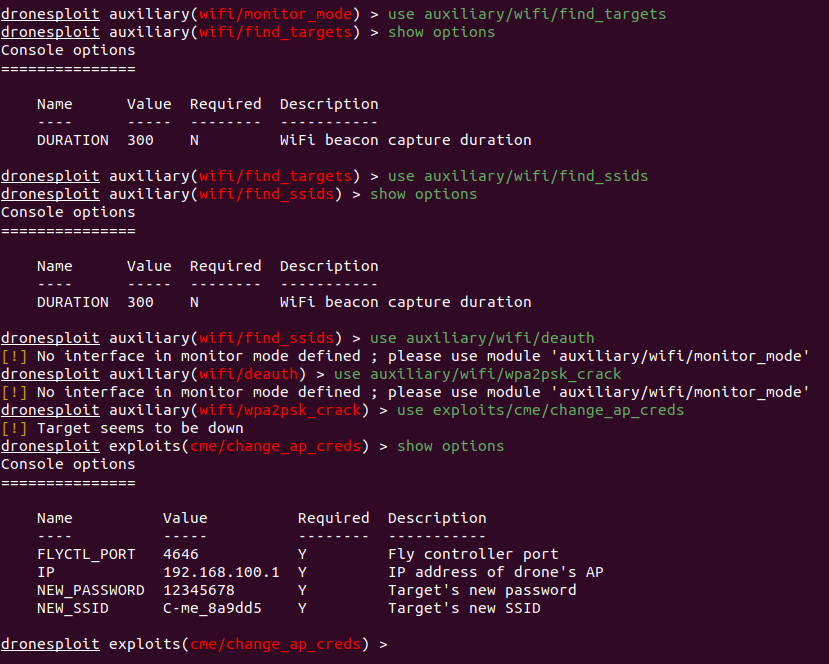 dronesploit auxiliary(wifi/monitor_mode) > use auxiliary/wifi/find_targets
dronesploit auxiliary(wifi/find_targets) > show options
Console options
===============
Name Value Required Description
---- ----- -------- -----------
DURATION 300 N WiFi beacon capture duration
dronesploit auxiliary(wifi/find_targets) > use auxiliary/wifi/find_ssids
dronesploit auxiliary(wifi/find_ssids) > show options
Console options
===============
Name Value Required Description
---- ----- -------- -----------
DURATION 300 N WiFi beacon capture duration
dronesploit auxiliary(wifi/find_ssids) > use auxiliary/wifi/deauth
[!] No interface in monitor mode defined ; please use module 'auxiliary/wifi/monitor_mode'
dronesploit auxiliary(wifi/deauth) > use auxiliary/wifi/wpa2psk_crack
[!] No interface in monitor mode defined ; please use module 'auxiliary/wifi/monitor_mode'
dronesploit auxiliary(wifi/wpa2psk_crack) > use exploits/cme/change_ap_creds
[!] Target seems to be down
dronesploit exploits(cme/change_ap_creds) > show options
Console options
===============
Name Value Required Description
---- ----- -------- -----------
FLYCTL_PORT 4646 Y Fly controller port
IP 192.168.100.1 Y IP address of drone's AP
NEW_PASSWORD 12345678 Y Target's new password
NEW_SSID C-me_8a9dd5 Y Target's new SSID
dronesploit exploits(cme/change_ap_creds) >